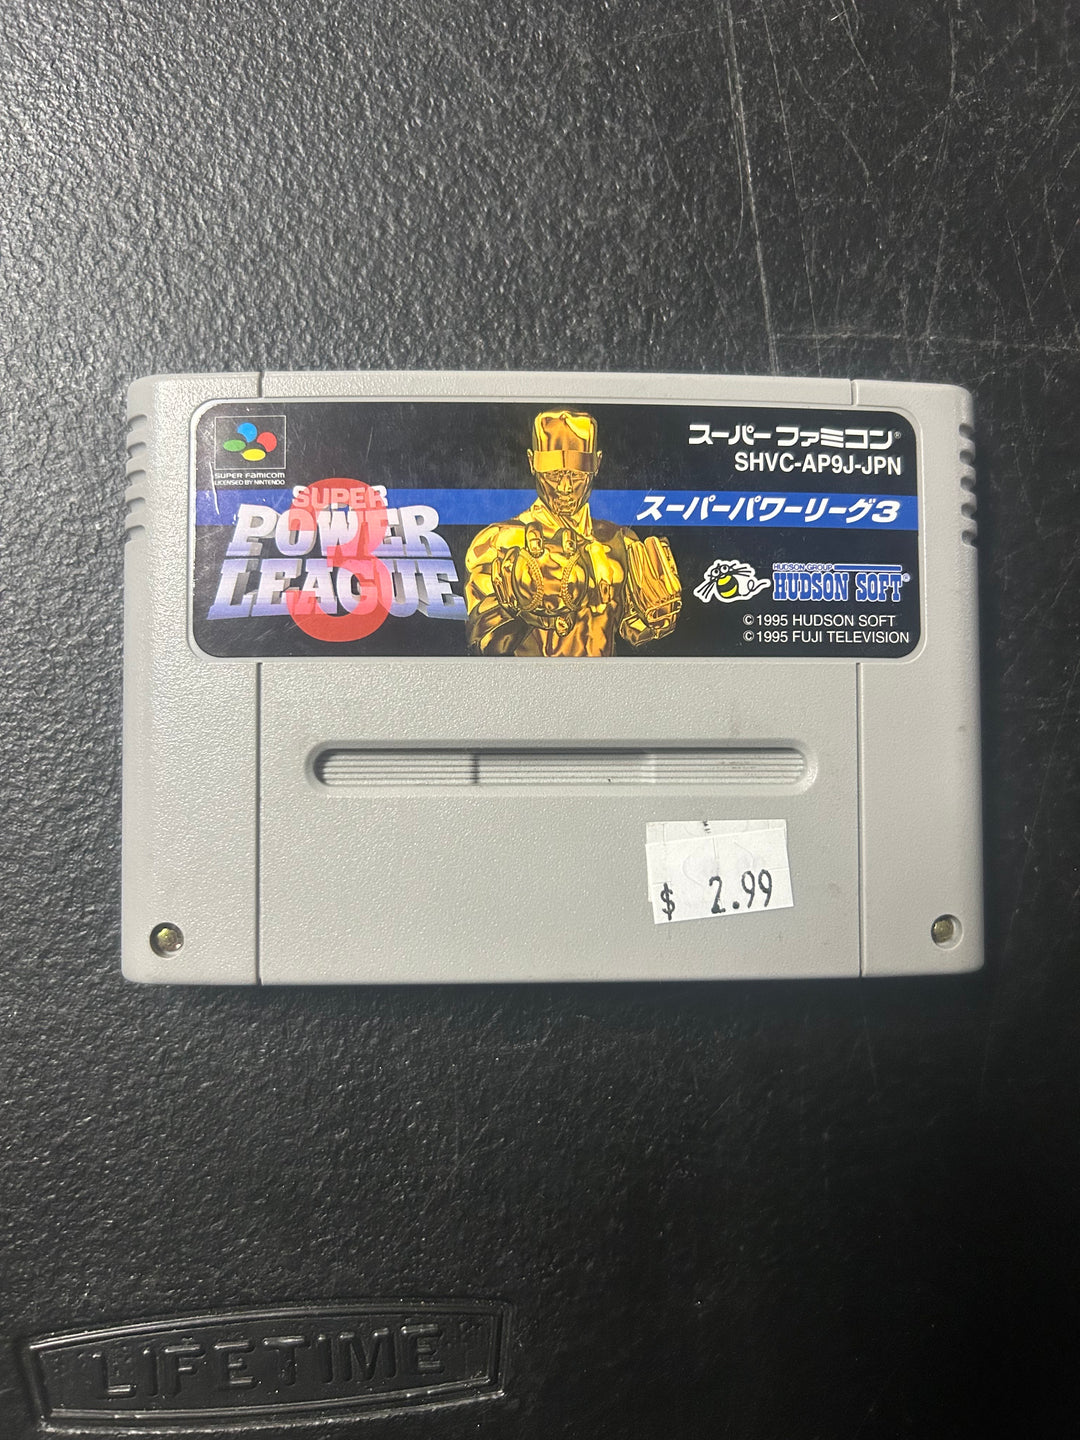 SUPER FAMICOM
LICENSED BY NINTENDO
SUPER
POWER
LEAGUE
3
スーパーファミコン®
SHVC-AP9J-JPN
スーパーパワーリーグ3
HUDSON GROUP
HUDSON SOFT®
©1995 HUDSON SOFT
©1995 FUJI TELEVISION
$ 2.99
LIFETIME